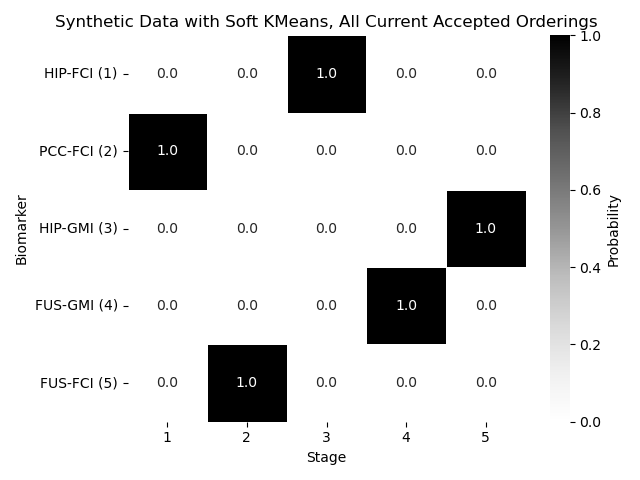 Synthetic Data with Soft KMeans, All Current Accepted Orderings
HIP-FCI (1) 0.0 0.0 1.0 0.0 0.0
PCC-FCI (2) 1.0 0.0 0.0 0.0 0.0
HIP-GMI (3) 0.0 0.0 0.0 0.0 1.0
FUS-GMI (4) 0.0 0.0 0.0 1.0 0.0
FUS-FCI (5) 0.0 1.0 0.0 0.0 0.0
1 2 3 4 5
Stage
Biomarker
1.0
0.8
0.6
0.4
0.2
0.0
Probability